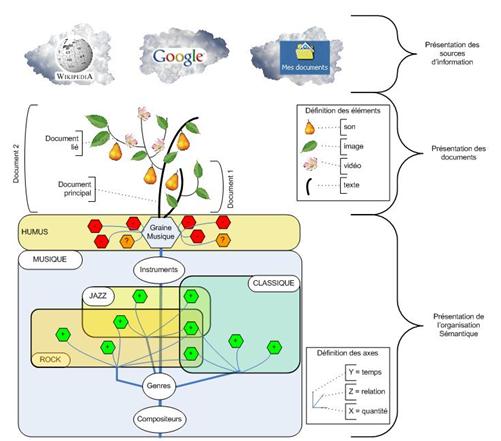 WIKIPEDIA
Google
Mes documents
Présentation des
sources
d'information
Document 2
Document
lié
Document
principal
Document 1
Définition des éléments
son
image
vidéo
texte
Présentation des
documents
HUMUS
Graine
Musique
?
?
MUSIQUE
Instruments
JAZZ
CLASSIQUE
+
+
+
+
+
+
+
+
+
ROCK
Genres
Compositeurs
Définition des axes
Y = temps
Z = relation
X = quantité
Présentation de
l'organisation
Sémantique